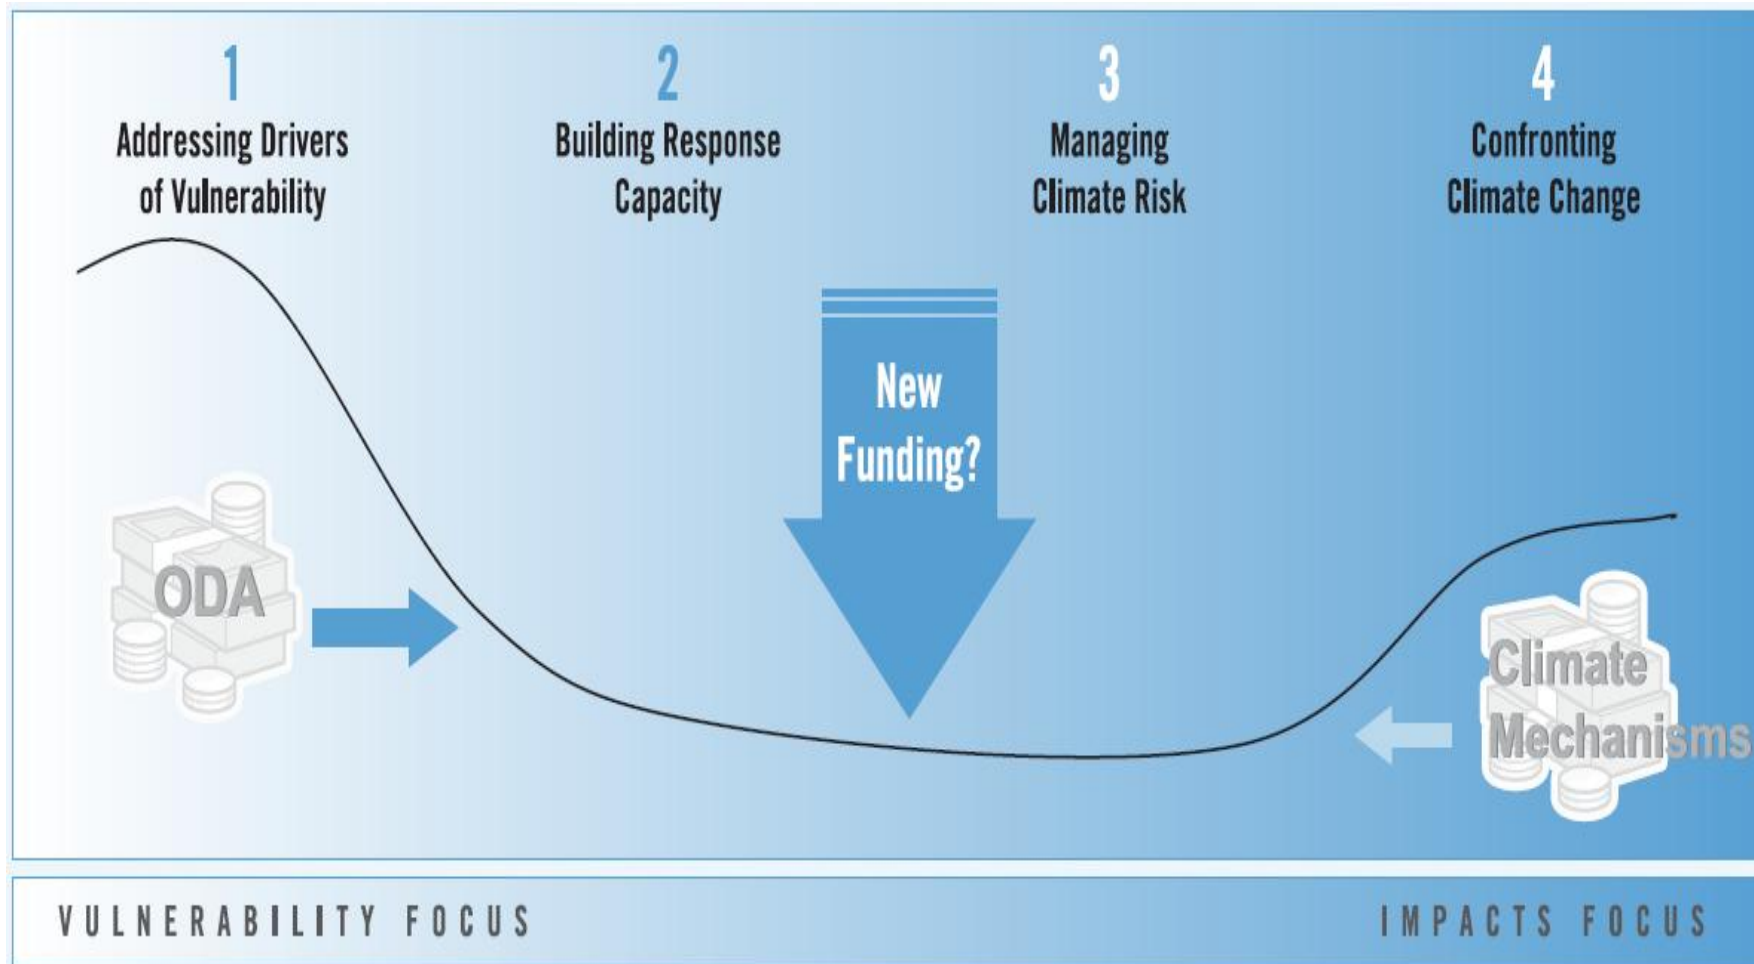 1
Addressing Drivers
of Vulnerability
2
Building Response
Capacity
3
Managing
Climate Risk
4
Confronting
Climate Change
New
Funding?
ODA
Climate
Mechanisms
VULNERABILITY FOCUS
IMPACTS FOCUS